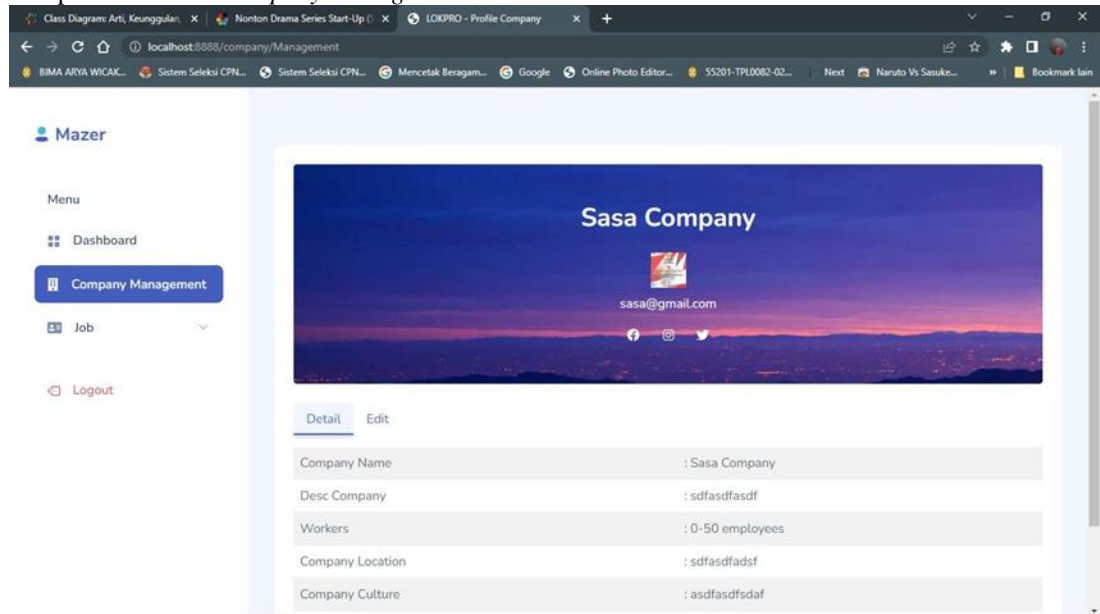 Class Diagram: Arti, Keunggulan,
Nonton Drama Series Start-Up (
LOKPRO - Profile Company
localhost:8888/company/Management
BIMA ARYA WICAK...
Sistem Seleksi CPN...
Sistem Seleksi CPN...
Mencetak Beragam...
Google
Online Photo Editor...
55201-TPL0082-02...
Next
Naruto Vs Sasuke...
»
Bookmark lain
Mazer
Menu
Dashboard
Company Management
Job
Logout
Sasa Company
sasa@gmail.com
Detail Edit
Company Name : Sasa Company
Desc Company : sdfasdfasdf
Workers : 0-50 employees
Company Location : sdfasdfadsf
Company Culture : asdfasdfsdaf